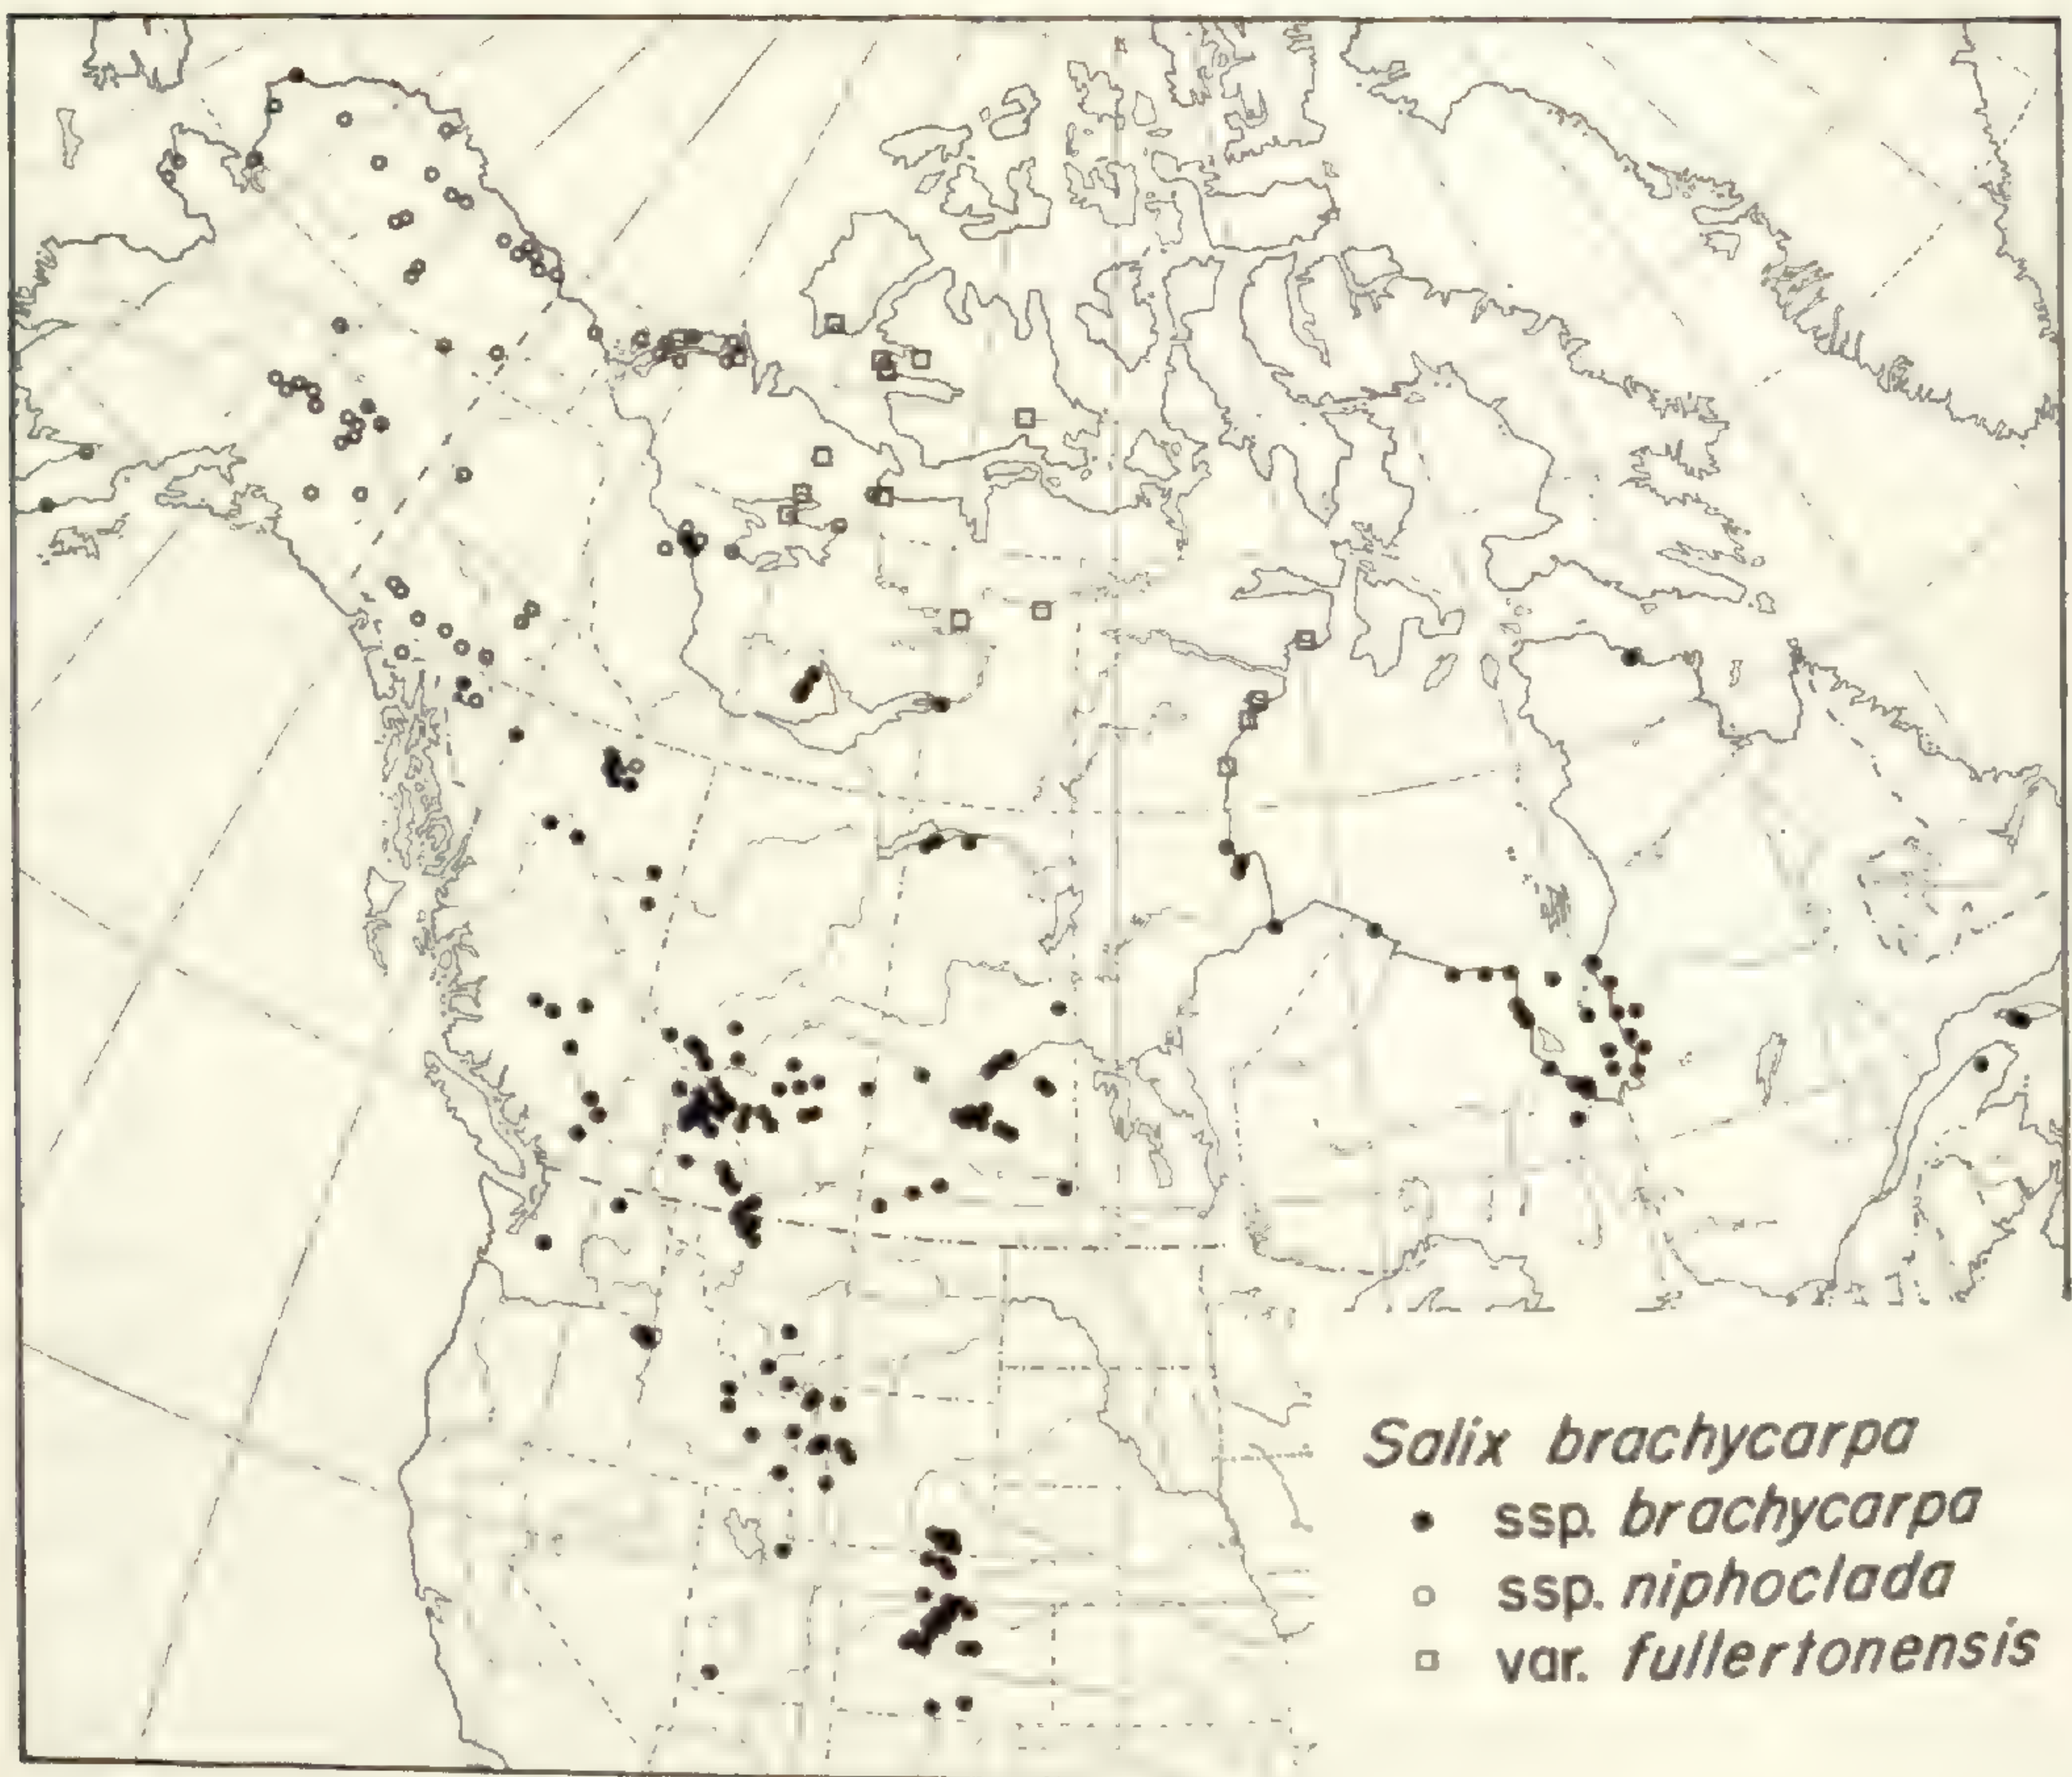 Salix brachycarpa
ssp. brachycarpa
ssp. niphoclada
var. fullertonensis